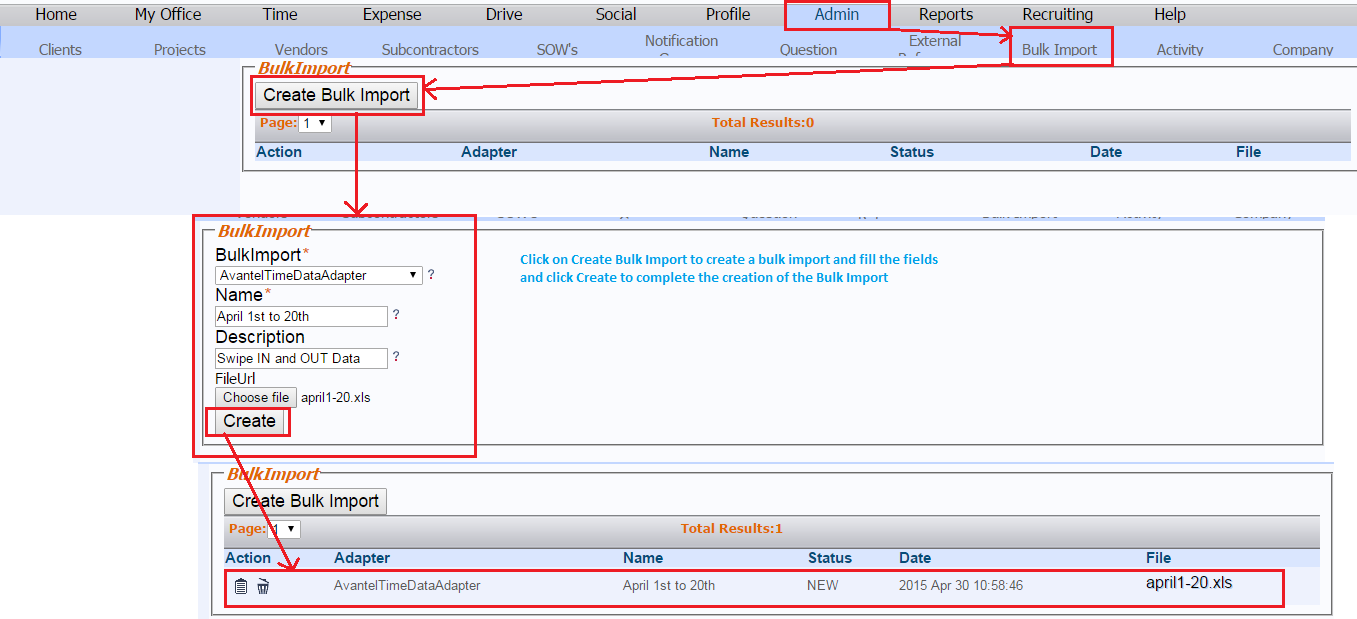 Home My Office Time Expense Drive Social Profile Admin Reports Recruiting Help
Clients Projects Vendors Subcontractors SOW's Notification Question External Bulk Import Activity Company
BulkImport
Create Bulk Import
Page: 1 Total Results:0
Action Adapter Name Status Date File
BulkImport
BulkImport*
AvantelTimeDataAdapter ?
Name*
April 1st to 20th ?
Description
Swipe IN and OUT Data ?
FileUrl
Choose file april1-20.xls
Create
Click on Create Bulk Import to create a bulk import and fill the fields
and click Create to complete the creation of the Bulk Import
BulkImport
Create Bulk Import
Page: 1 Total Results:1
Action Adapter Name Status Date File
AvantelTimeDataAdapter April 1st to 20th NEW 2015 Apr 30 10:58:46 april1-20.xls